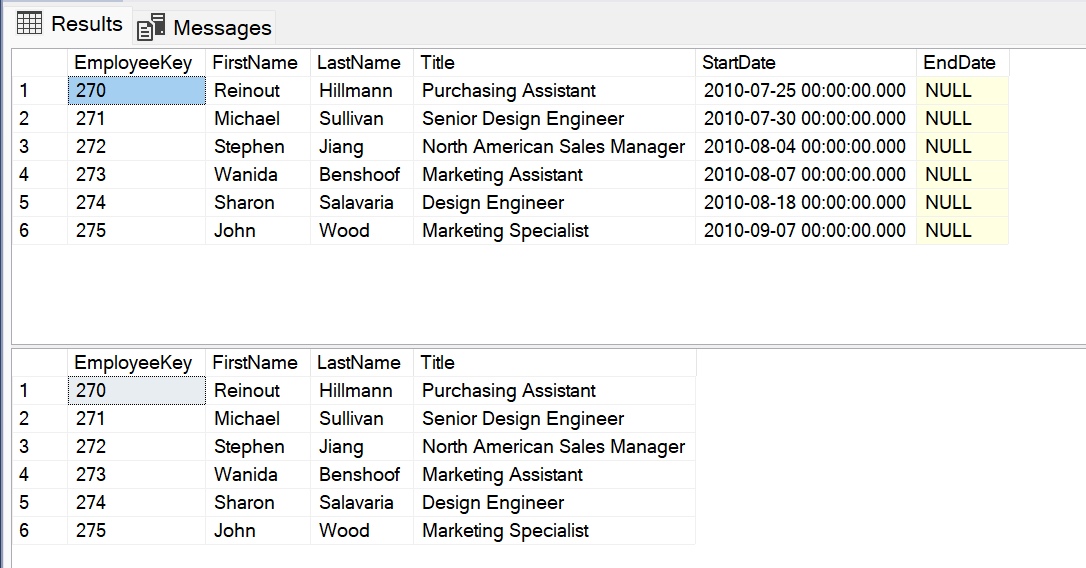 Results Messages
EmployeeKey FirstName LastName Title StartDate EndDate
1 270 Reinout Hillmann Purchasing Assistant 2010-07-25 00:00:00.000 NULL
2 271 Michael Sullivan Senior Design Engineer 2010-07-30 00:00:00.000 NULL
3 272 Stephen Jiang North American Sales Manager 2010-08-04 00:00:00.000 NULL
4 273 Wanida Benshoof Marketing Assistant 2010-08-07 00:00:00.000 NULL
5 274 Sharon Salavaria Design Engineer 2010-08-18 00:00:00.000 NULL
6 275 John Wood Marketing Specialist 2010-09-07 00:00:00.000 NULL
EmployeeKey FirstName LastName Title
1 270 Reinout Hillmann Purchasing Assistant
2 271 Michael Sullivan Senior Design Engineer
3 272 Stephen Jiang North American Sales Manager
4 273 Wanida Benshoof Marketing Assistant
5 274 Sharon Salavaria Design Engineer
6 275 John Wood Marketing Specialist